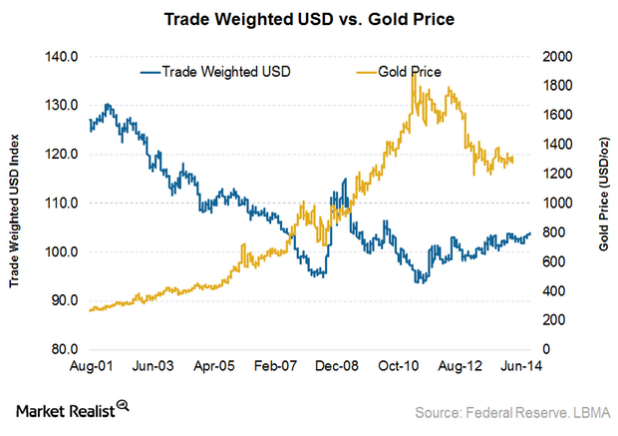 Trade Weighted USD vs. Gold Price
140.0
130.0
120.0
110.0
100.0
90.0
80.0
Trade Weighted USD Index
Trade Weighted USD
Gold Price
2000
1800
1600
1400
1200
1000
800
600
400
200
0
Gold Price (USD/oz)
Aug-01 Jun-03 Apr-05 Feb-07 Dec-08 Oct-10 Aug-12 Jun-14
Market Realist
Source: Federal Reserve. LBMA